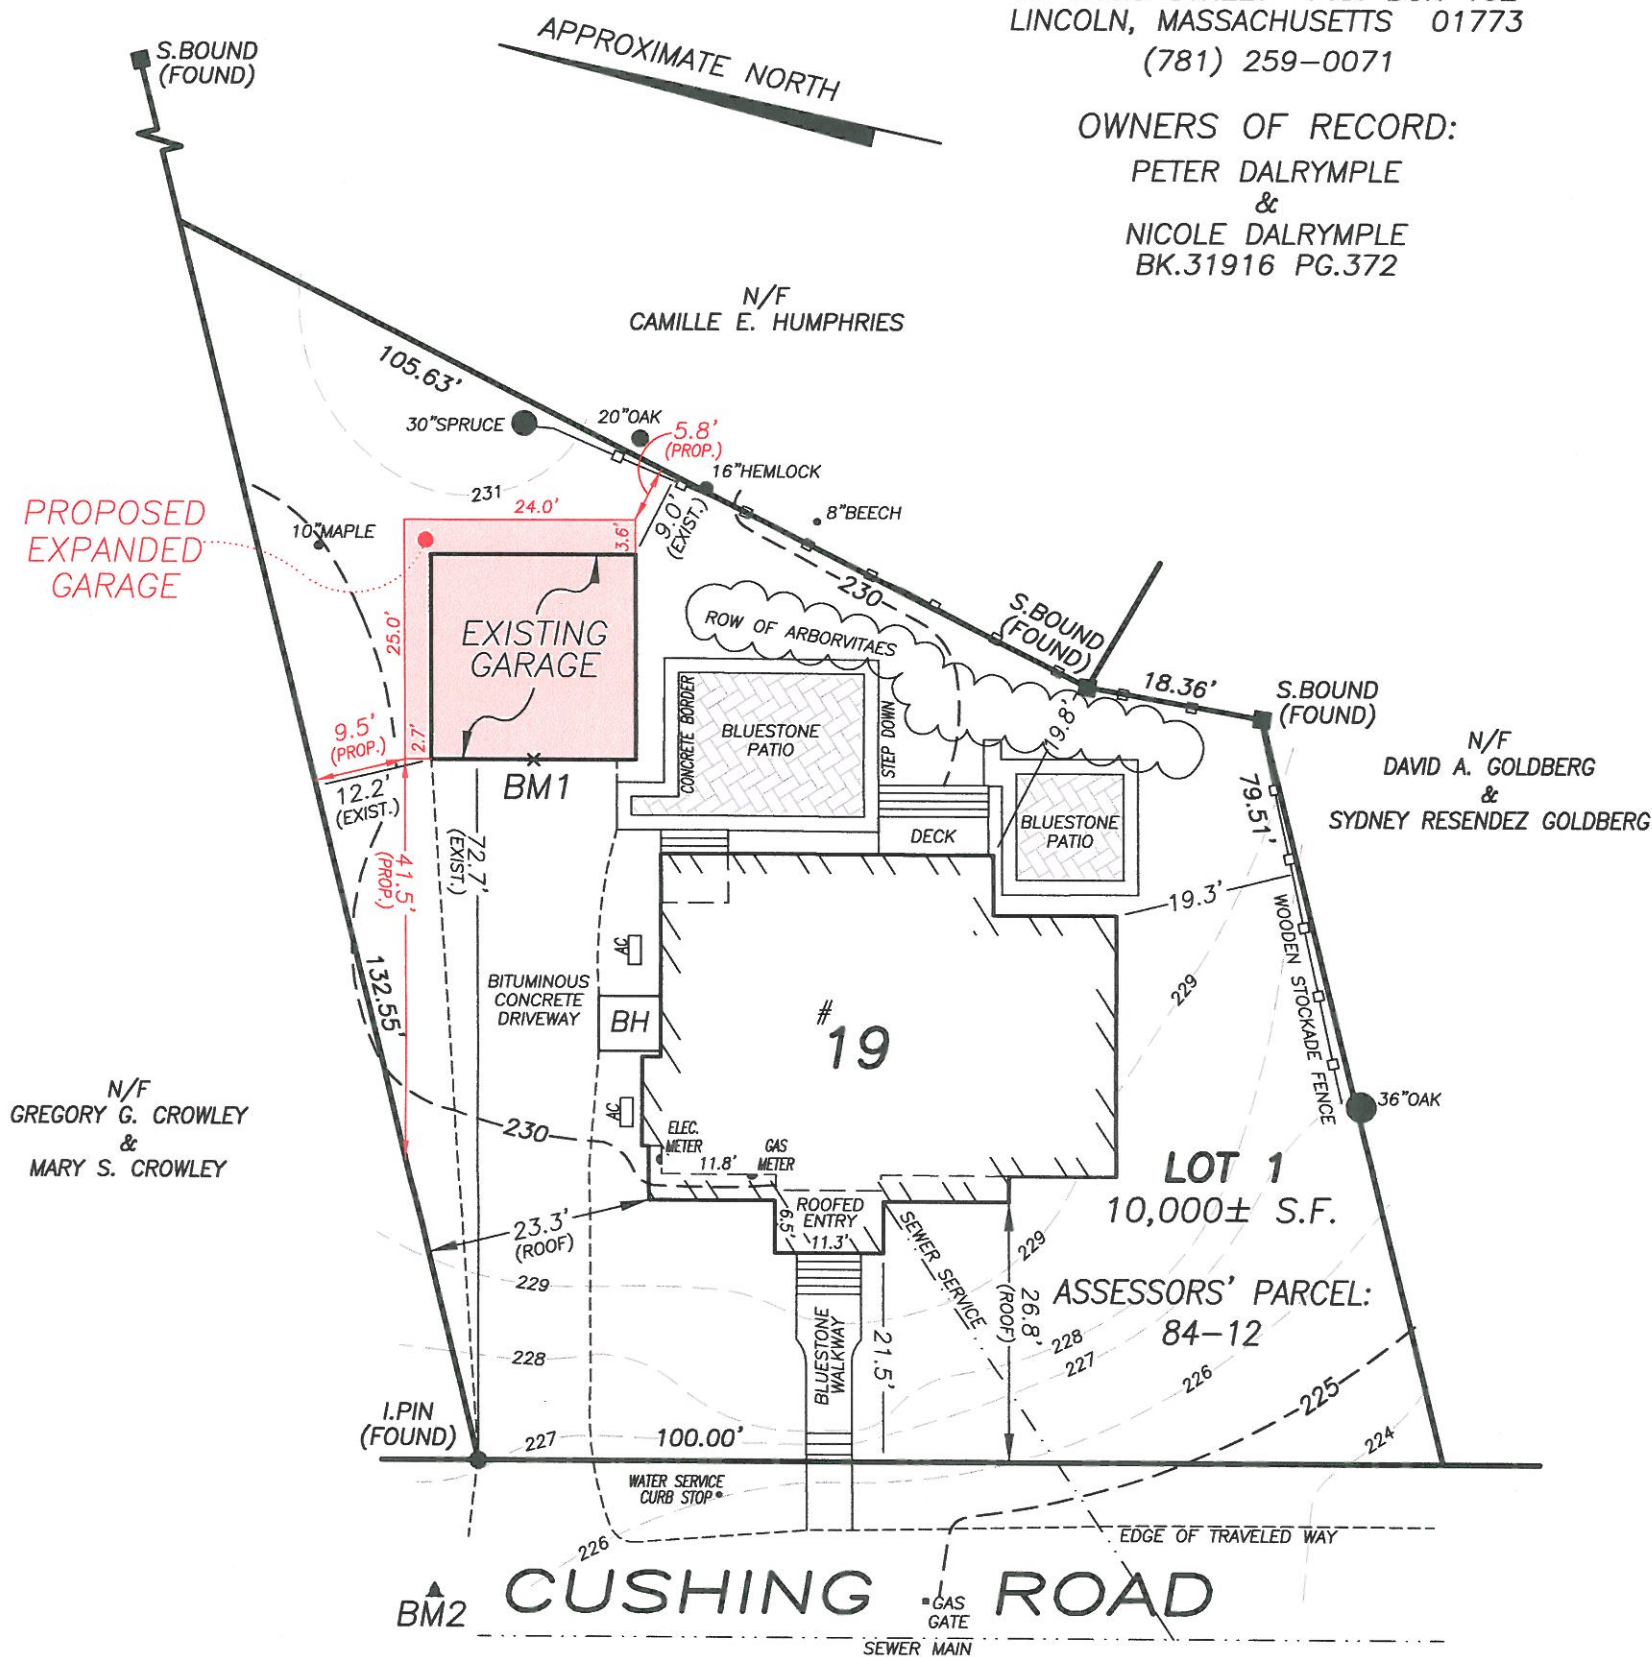 LINCOLN, MASSACHUSETTS 01773
(781) 259-0071
OWNERS OF RECORD:
PETER DALRYMPLE
&
NICOLE DALRYMPLE
BK.31916 PG.372
S.BOUND
(FOUND)
APPROXIMATE NORTH
N/F
CAMILLE E. HUMPHRIES
105.63'
30"SPRUCE
20"OAK
5.8'
(PROP.)
16"HEMLOCK
8"BEECH
231
24.0'
3.6'
9.0'
(EXIST.)
PROPOSED
EXPANDED
GARAGE
10"MAPLE
25.0'
EXISTING
GARAGE
2.7'
9.5'
(PROP.)
12.2'
(EXIST.)
BM1
230
ROW OF ARBORVITAES
S.BOUND
(FOUND)
18.36'
S.BOUND
(FOUND)
CONCRETE BORDER
BLUESTONE
PATIO
STEP DOWN
19.8'
N/F
DAVID A. GOLDBERG
&
SYDNEY RESENDEZ GOLDBERG
79.51'
BLUESTONE
PATIO
DECK
72.7'
(EXIST.)
41.5'
(PROP.)
19.3'
WOODEN STOCKADE FENCE
132.55'
BITUMINOUS
CONCRETE
DRIVEWAY
AC
BH
#
19
229
AC
36"OAK
N/F
GREGORY G. CROWLEY
&
MARY S. CROWLEY
230
ELEC.
METER
11.8'
GAS
METER
LOT 1
10,000± S.F.
23.3'
(ROOF)
6.5'
ROOFED
ENTRY
11.3'
SEWER SERVICE
229
26.8'
(ROOF)
ASSESSORS' PARCEL:
84-12
229
228
BLUESTONE
WALKWAY
21.5'
228
227
226
225
224
I.PIN
(FOUND)
227
100.00'
WATER SERVICE
CURB STOP
226
EDGE OF TRAVELED WAY
BM2
CUSHING ROAD
GAS
GATE
SEWER MAIN